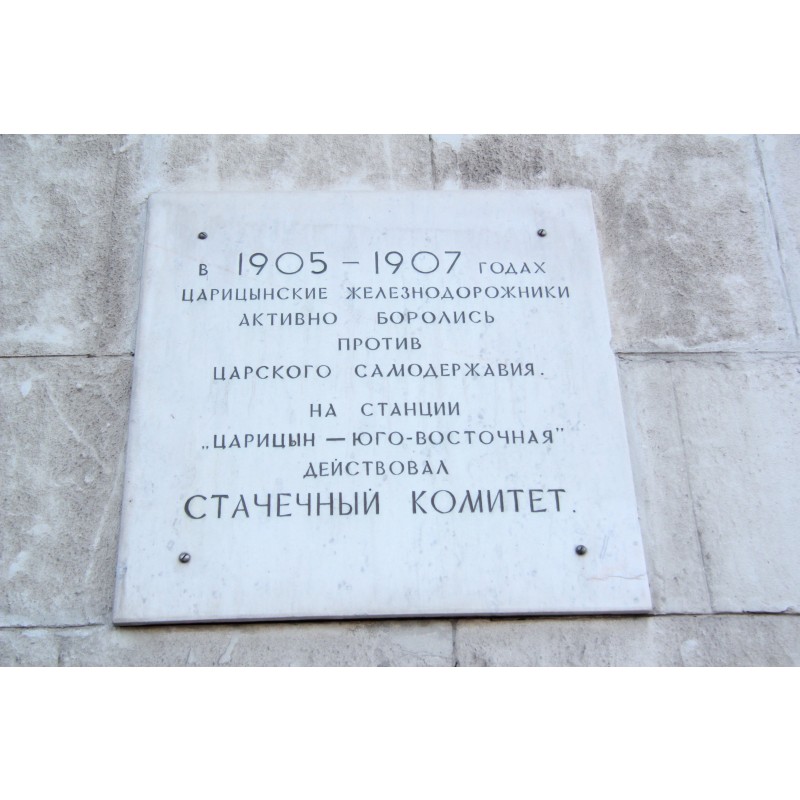 В 1905 – 1907 ГОДАХ
ЦАРИЦЫНСКИЕ ЖЕЛЕЗНОДОРОЖНИКИ
АКТИВНО БОРОЛИСЬ
ПРОТИВ
ЦАРСКОГО САМОДЕРЖАВИЯ.
НА СТАНЦИИ
„ЦАРИЦЫН — ЮГО-ВОСТОЧНАЯ"
ДЕЙСТВОВАЛ
СТАЧЕЧНЫЙ КОМИТЕТ.